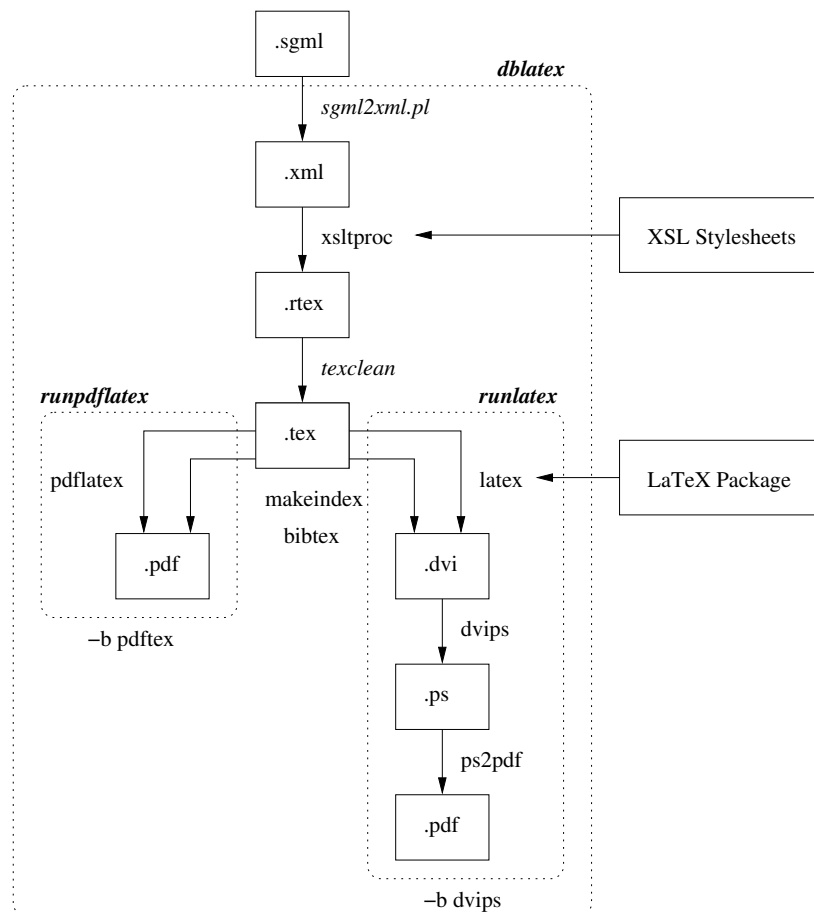 .sgml
dblatex
sgml2xml.pl
.xml
xsltproc
XSL Stylesheets
.rtex
texclean
runpdflatex
runlatex
.tex
pdflatex
latex
LaTeX Package
makeindex
bibtex
.pdf
.dvi
−b pdftex
dvips
.ps
ps2pdf
.pdf
−b dvips